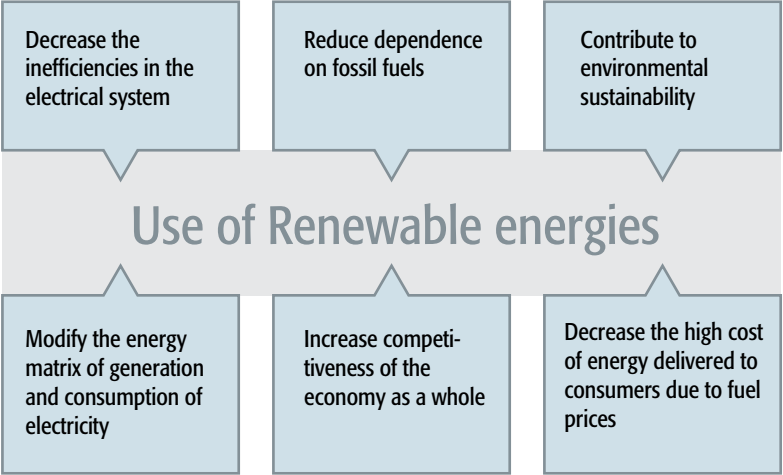 Decrease the
inefficiencies in the
electrical system
Reduce dependence
on fossil fuels
Contribute to
environmental
sustainability
Use of Renewable energies
Modify the energy
matrix of generation
and consumption of
electricity
Increase competi-
tiveness of the
economy as a whole
Decrease the high cost
of energy delivered to
consumers due to fuel
prices